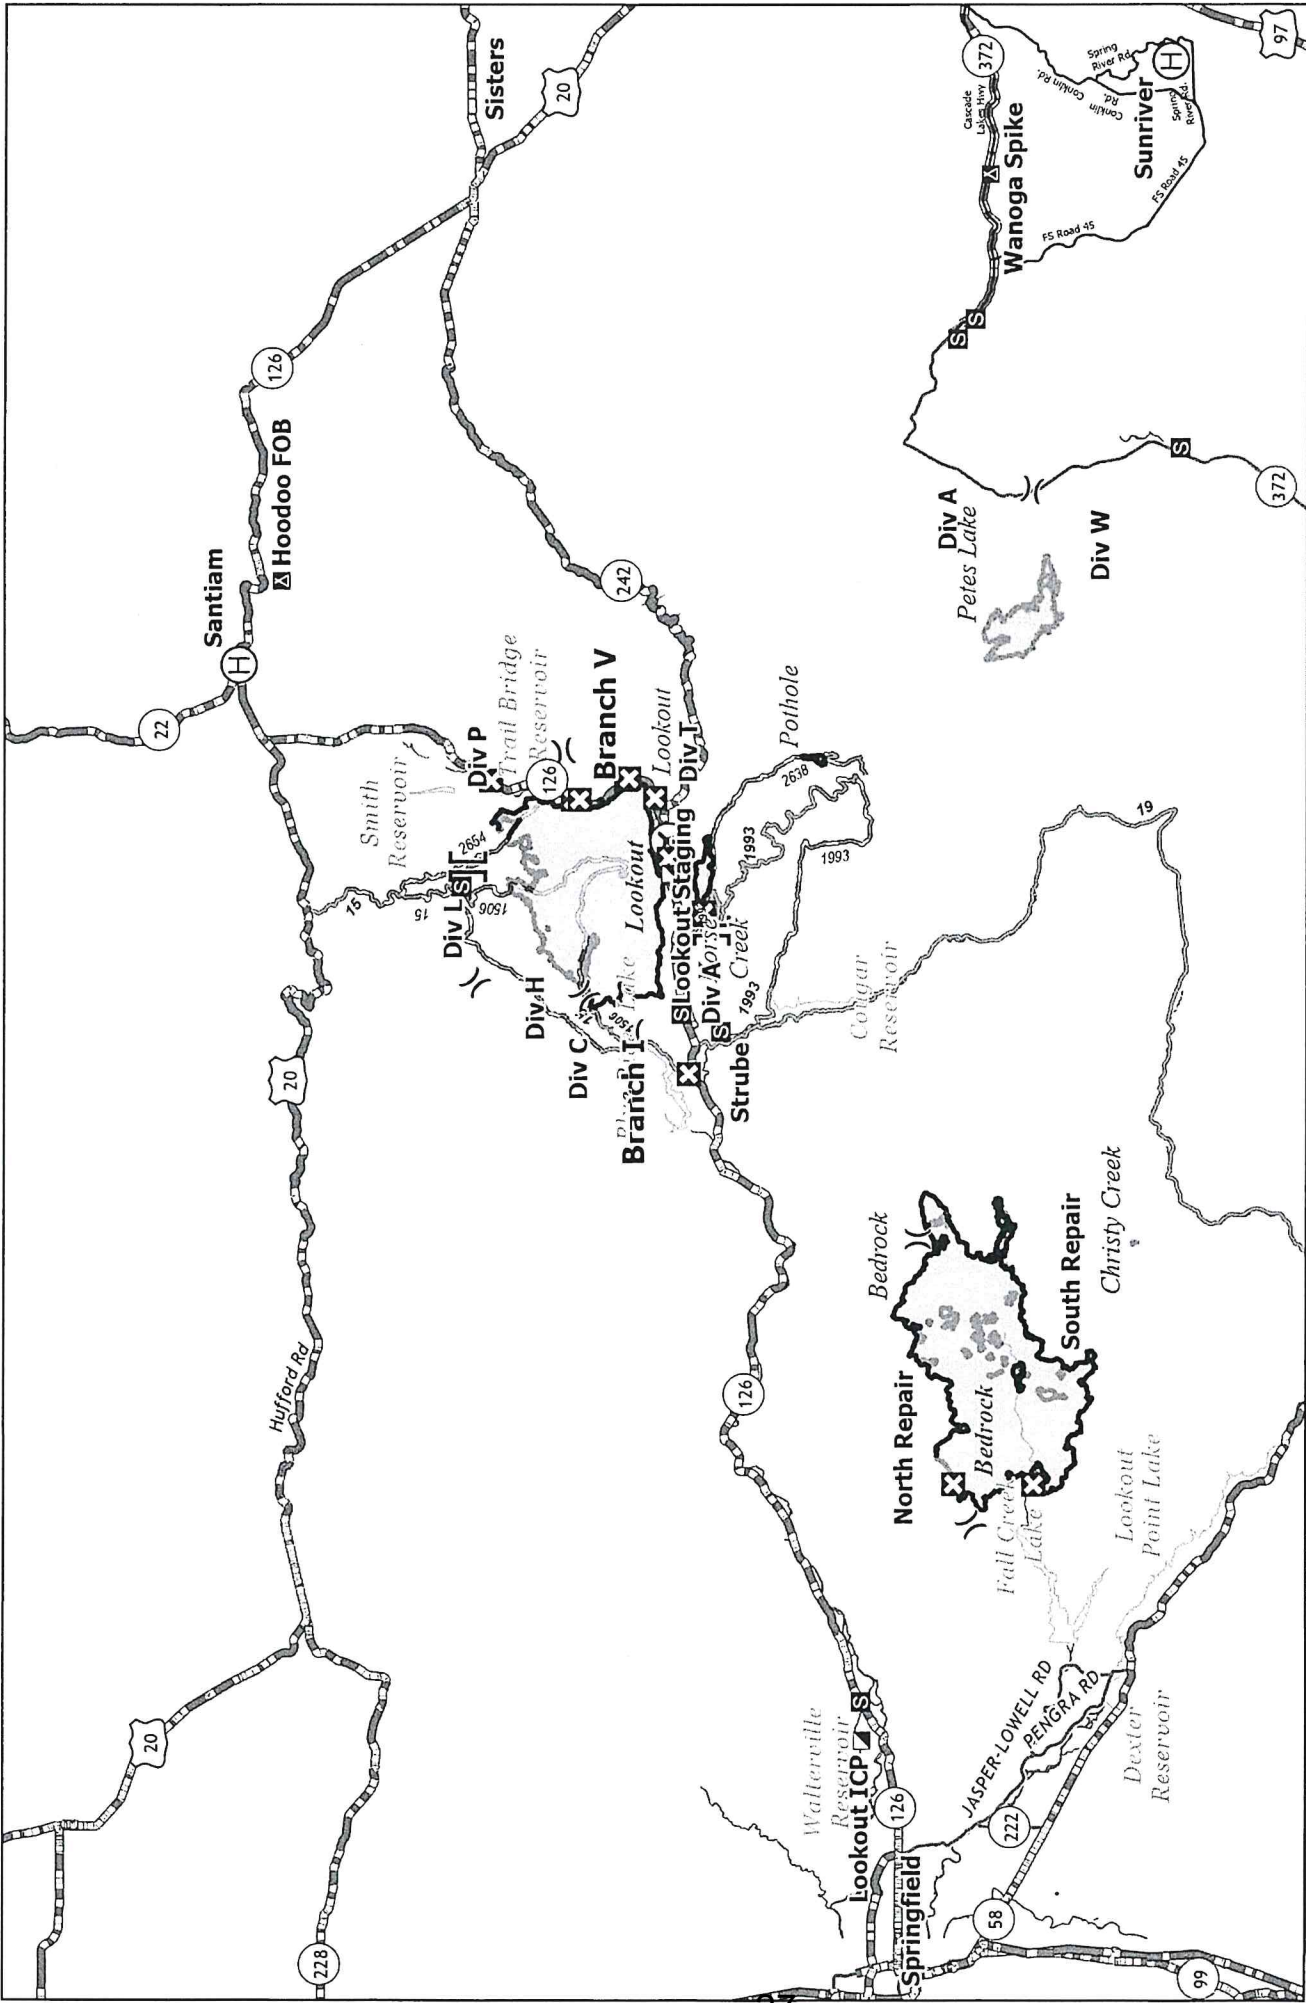 Sisters
20
126
Hoodoo FOB
Santiam
22
242
97
372
Cascade
Lakes Hwy
Conklin Rd.
Conklin
Rd.
Spring
River Rd
Spring
River Rd.
Sunriver
Wanoga Spike
FS Road 45
FS Road 45
Div A
Petes Lake
Div W
372
Smith
Reservoir
Div P
Trail Bridge
Reservoir
126
Branch V
Lookout
Div T
2654
15
15
1506
Div L
Div H
Div C
Branch I
Lake
1506
Lookout
Lookout Staging
Div A
Horse
Creek
Strube
1993
1993
1993
2638
Pothole
19
Cougar
Reservoir
20
Hufford Rd
20
228
126
Bedrock
Christy Creek
South Repair
North Repair
Bedrock
Fall Creek
Lake
Lookout
Point Lake
Walterville
Reservoir
Lookout ICP
126
Springfield
JASPER-LOWELL RD
PENGRA RD
222
Dexter
Reservoir
58
99
H
H
S
S
S
S
S
S
S